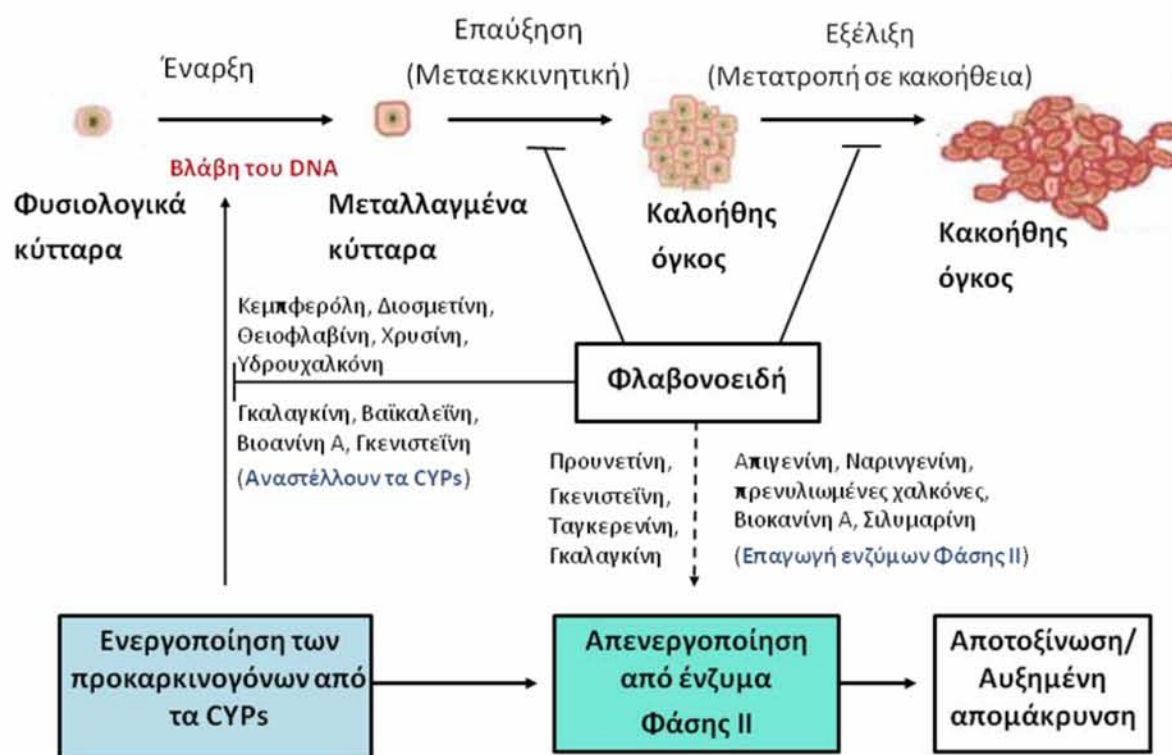 Έναρξη
Επαύξηση
(Μεταεκκινητική)
Εξέλιξη
(Μετατροπή σε κακοήθεια)
Βλάβη του DNA
Φυσιολογικά
κύτταρα
Μεταλλαγμένα
κύτταρα
Καλοήθης
όγκος
Κακοήθης
όγκος
Κεμπφερόλη, Διοσμετίνη,
Θειοφλαβίνη, Χρυσίνη,
Υδρουχαλκόνη
Γκαλαγκίνη, Βαϊκαλεΐνη,
Βιοανίνη Α, Γκενιστεΐνη
(Αναστέλλουν τα CYPs)
Φλαβονοειδή
Προυνετίνη,
Γκενιστεΐνη,
Ταγκερενίνη,
Γκαλαγκίνη
Απιγενίνη, Ναρινγενίνη,
πρενυλιωμένες χαλκόνες,
Βιοκανίνη Α, Σιλυμαρίνη
(Επαγωγή ενζύμων Φάσης ΙΙ)
Ενεργοποίηση των
προκαρκινογόνων από
τα CYPs
Απενεργοποίηση
από ένζυμα
Φάσης ΙΙ
Αποτοξίνωση/
Αυξημένη
απομάκρυνση